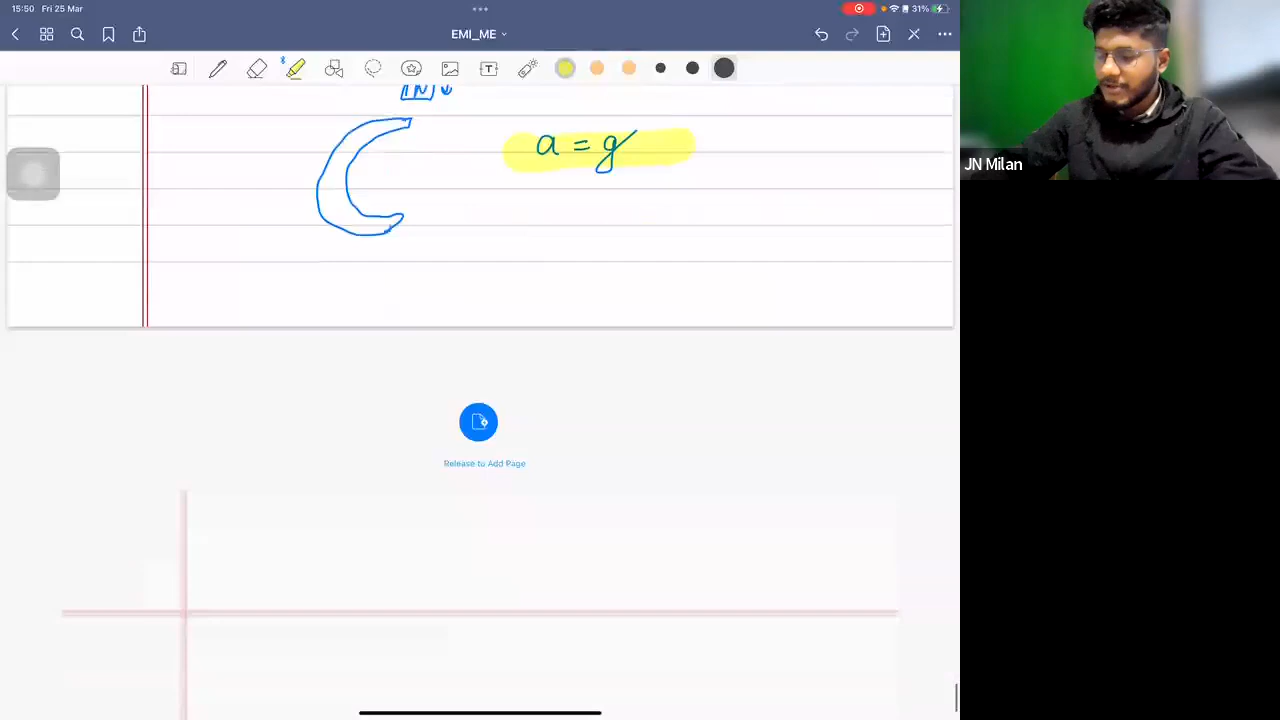 15:50 Fri 25 Mar
31%
EMI_ME
T
a = g
JN Milan
Release to Add Page